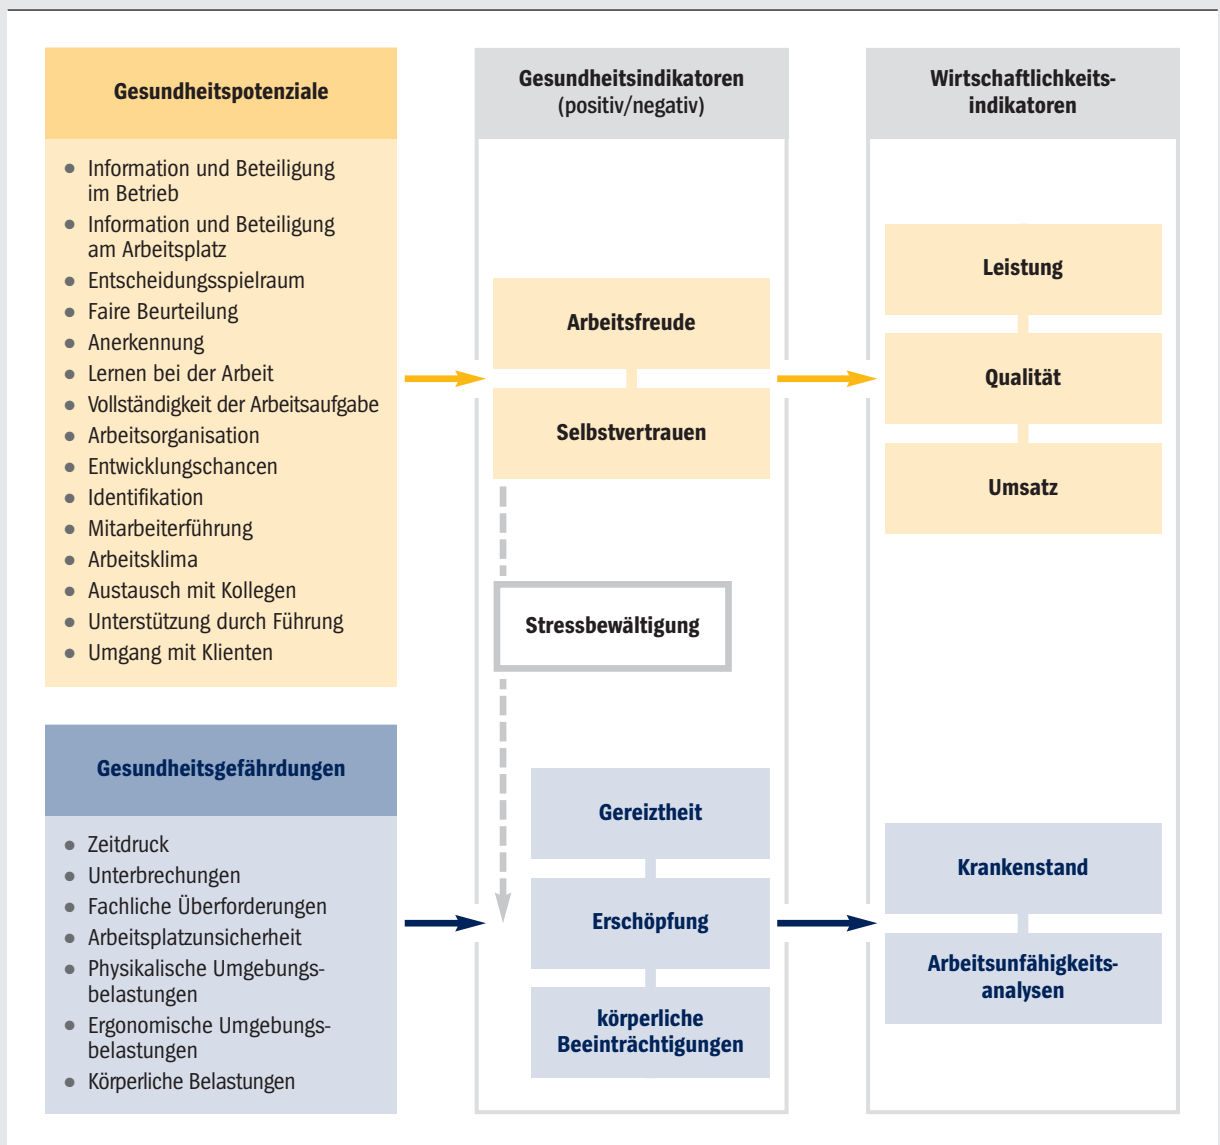 Gesundheitspotenziale
Information und Beteiligung
im Betrieb
Information und Beteiligung
am Arbeitsplatz
Entscheidungsspielraum
Faire Beurteilung
Anerkennung
Lernen bei der Arbeit
Vollständigkeit der Arbeitsaufgabe
Arbeitsorganisation
Entwicklungschancen
Identifikation
Mitarbeiterführung
Arbeitsklima
Austausch mit Kollegen
Unterstützung durch Führung
Umgang mit Klienten
Gesundheitsgefährdungen
Zeitdruck
Unterbrechungen
Fachliche Überforderungen
Arbeitsplatzunsicherheit
Physikalische Umgebungs-
belastungen
Ergonomische Umgebungs-
belastungen
Körperliche Belastungen
Gesundheitsindikatoren
(positiv/negativ)
Arbeitsfreude
Selbstvertrauen
Stressbewältigung
Gereiztheit
Erschöpfung
körperliche
Beeinträchtigungen
Wirtschaftlichkeits-
indikatoren
Leistung
Qualität
Umsatz
Krankenstand
Arbeitsunfähigkeits-
analysen